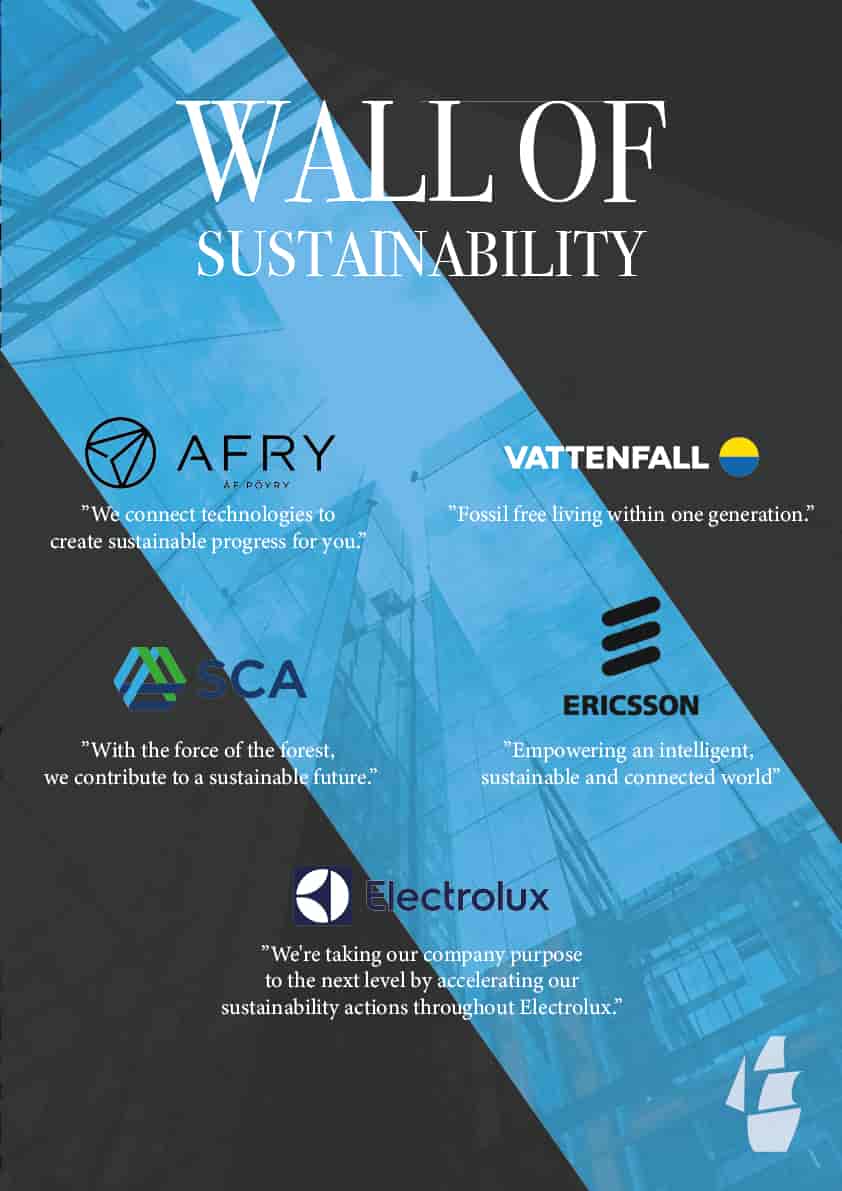 WALL OF
SUSTAINABILITY
AFRY
ÅF PÖYRY
”We connect technologies to
create sustainable progress for you.”
VATTENFALL
”Fossil free living within one generation.”
SCA
”With the force of the forest,
we contribute to a sustainable future.”
ERICSSON
”Empowering an intelligent,
sustainable and connected world”
Electrolux
”We're taking our company purpose
to the next level by accelerating our
sustainability actions throughout Electrolux.”